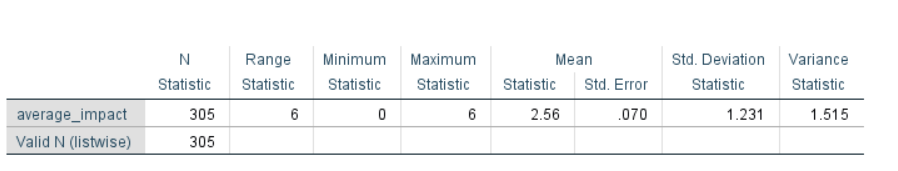 N Range Minimum Maximum Mean Std. Deviation Variance
Statistic Statistic Statistic Statistic Statistic Std. Error Statistic Statistic
average_impact 305 6 0 6 2.56 .070 1.231 1.515
Valid N (listwise) 305